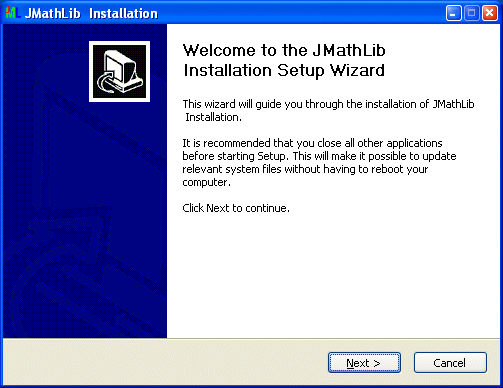 ML JMathLib Installation
Welcome to the JMathLib
Installation Setup Wizard
This wizard will guide you through the installation of JMathLib
Installation.
It is recommended that you close all other applications
before starting Setup. This will make it possible to update
relevant system files without having to reboot your
computer.
Click Next to continue.
Next > Cancel